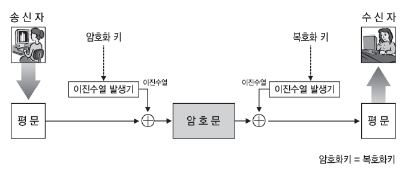 송신자
수신자
암호화 키
복호화 키
이진수열 발생기
이진수열
이진수열
이진수열 발생기
평문
암호문
평문
암호화키 = 복호화키